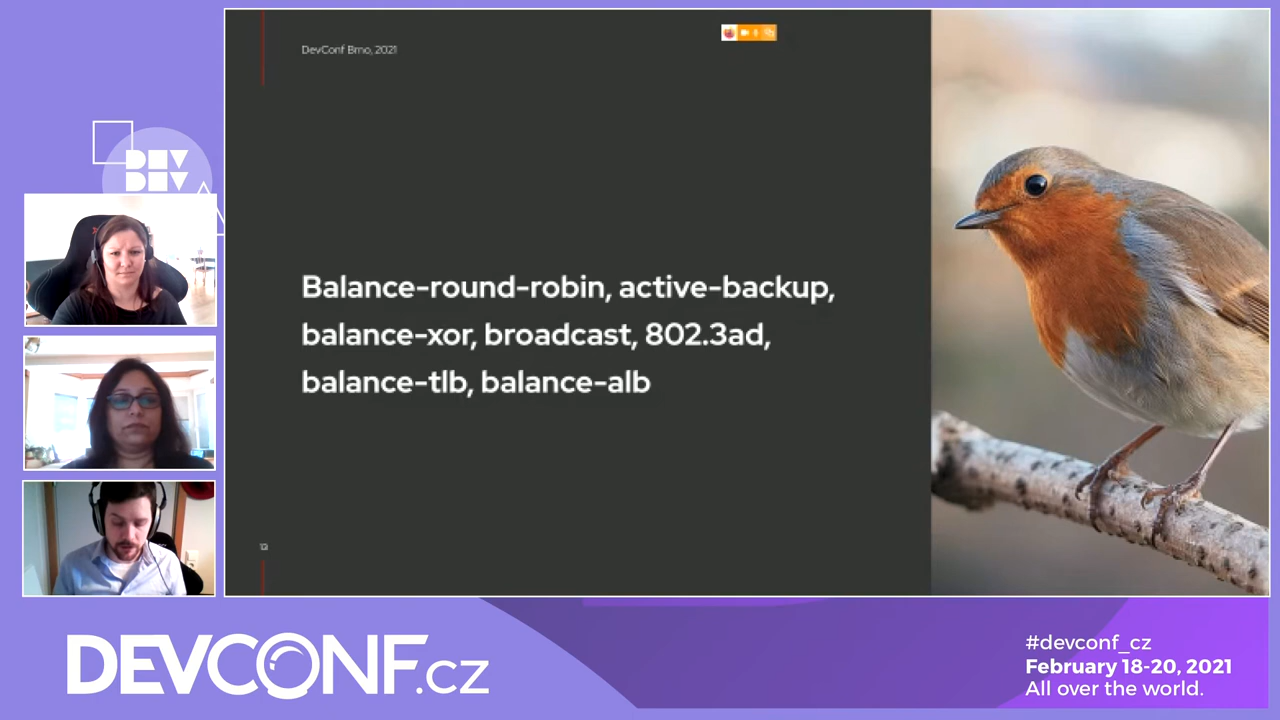 DevConf Brno, 2021
DEV
DEV
Balance-round-robin, active-backup,
balance-xor, broadcast, 802.3ad,
balance-tlb, balance-alb
DEVCONF.cz
#devconf_cz
February 18-20, 2021
All over the world.